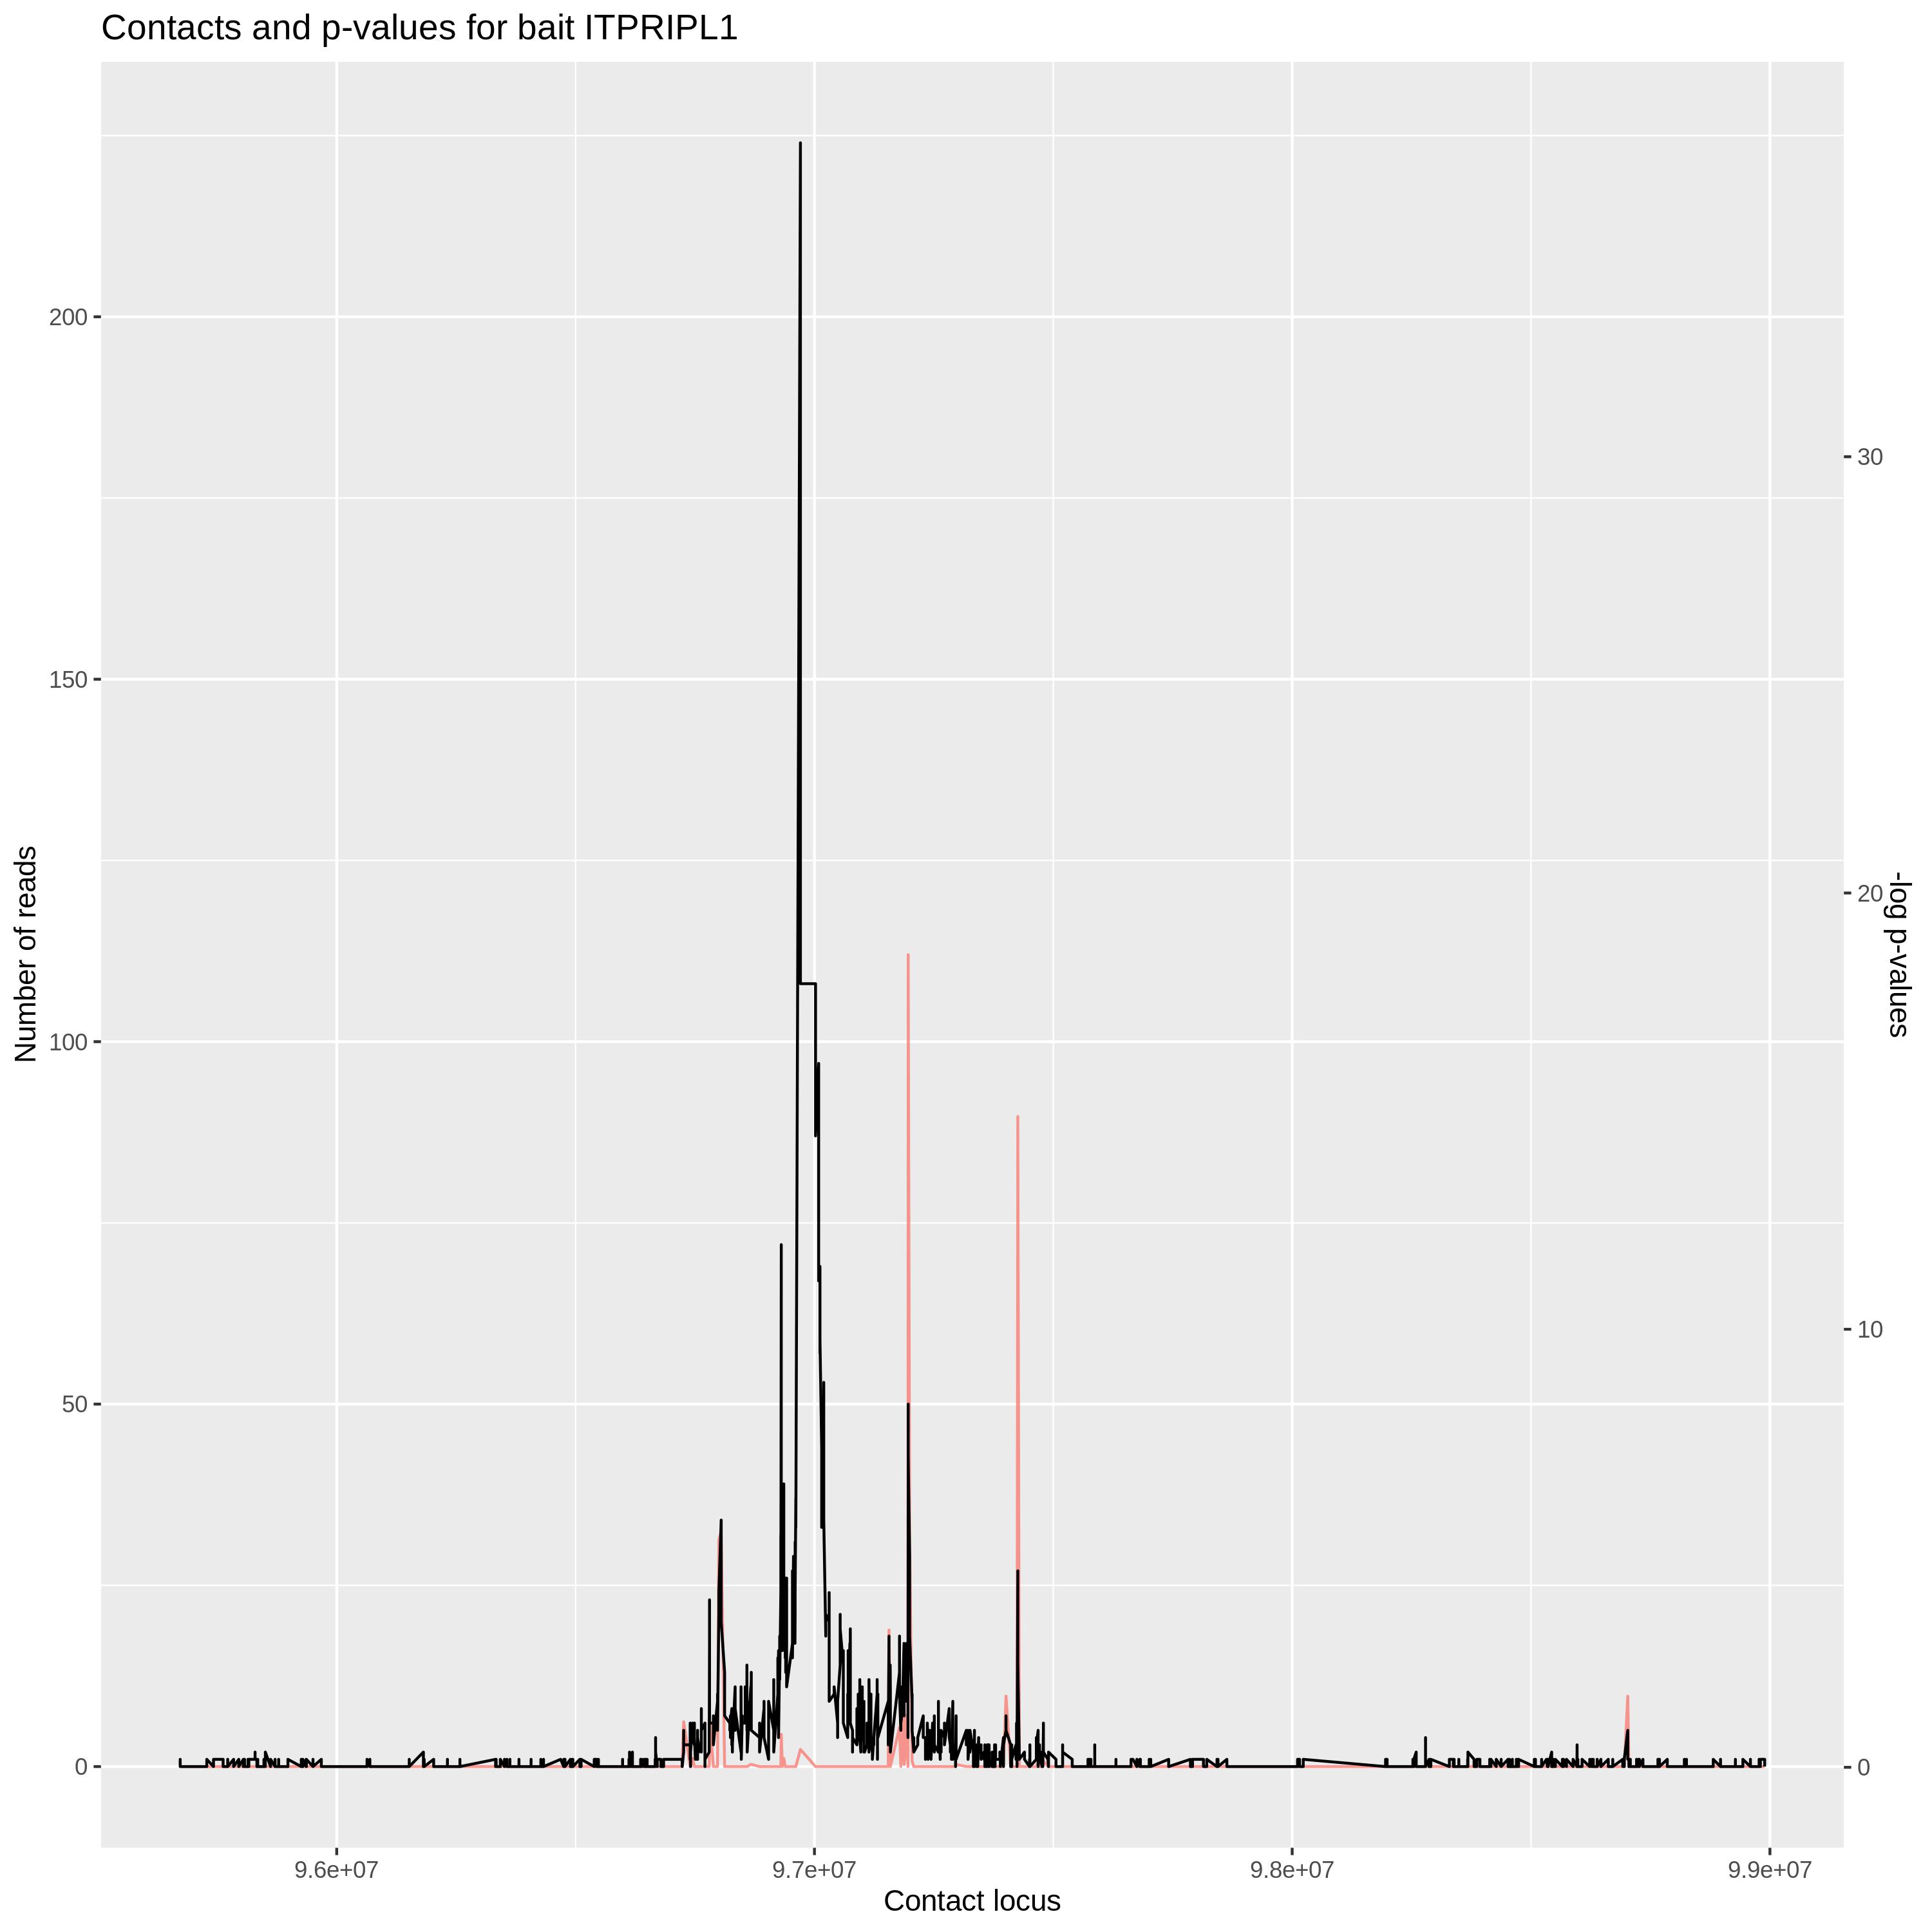 Contacts and p-values for bait ITPRIPL1
200
150
100
50
0
30
20
10
0
Number of reads
-log p-values
9.6e+07 9.7e+07 9.8e+07 9.9e+07
Contact locus